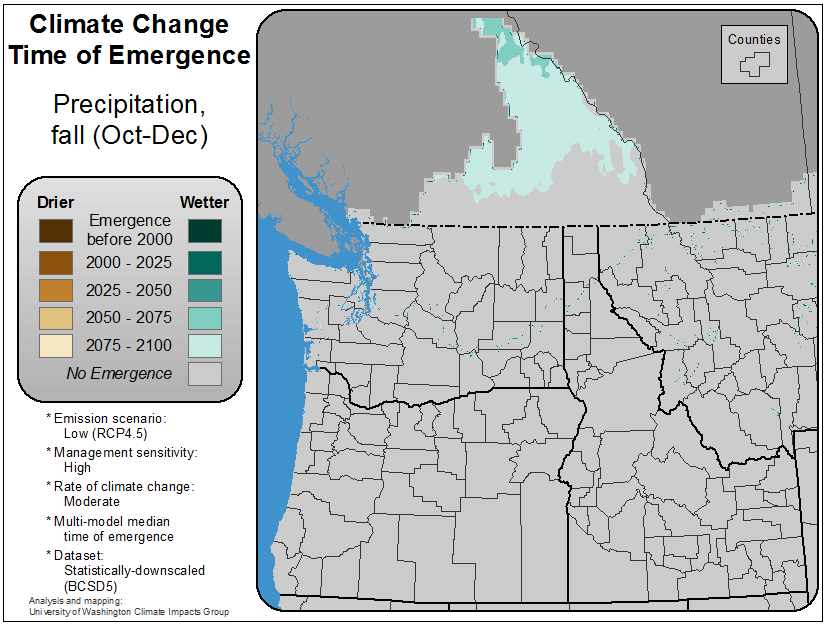 Climate Change
Time of Emergence
Precipitation,
fall (Oct-Dec)
Drier Wetter
Emergence
before 2000
2000 - 2025
2025 - 2050
2050 - 2075
2075 - 2100
No Emergence
* Emission scenario:
Low (RCP4.5)
* Management sensitivity:
High
* Rate of climate change:
Moderate
* Multi-model median
time of emergence
* Dataset:
Statistically-downscaled
(BCSD5)
Analysis and mapping:
University of Washington Climate Impacts Group
Counties